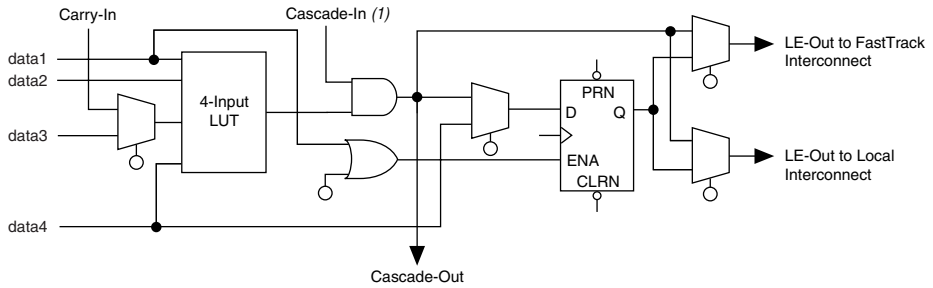 Carry-In
Cascade-In (1)
data1
data2
4-Input
LUT
data3
data4
PRN
D
Q
ENA
CLRN
LE-Out to FastTrack
Interconnect
LE-Out to Local
Interconnect
Cascade-Out